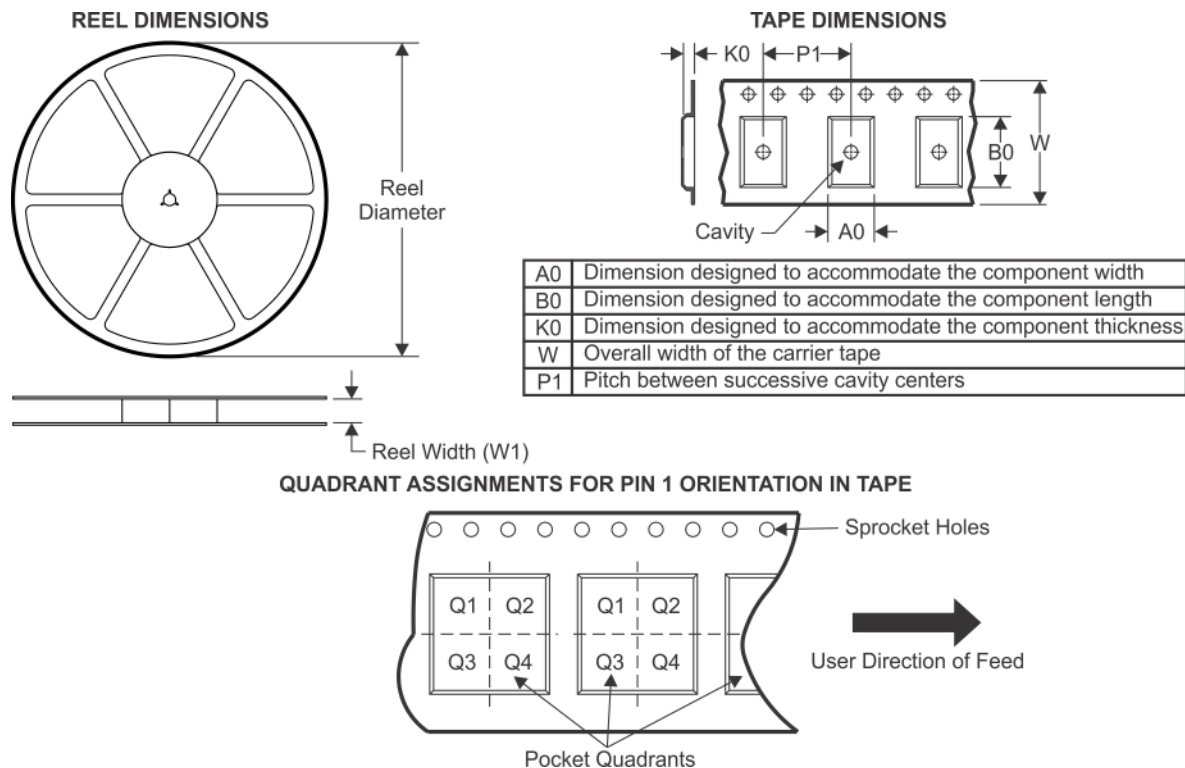 REEL DIMENSIONS
Reel
Diameter
Reel Width (W1)
TAPE DIMENSIONS
K0
P1
B0
W
Cavity
A0
A0 Dimension designed to accommodate the component width
B0 Dimension designed to accommodate the component length
K0 Dimension designed to accommodate the component thickness
W Overall width of the carrier tape
P1 Pitch between successive cavity centers
QUADRANT ASSIGNMENTS FOR PIN 1 ORIENTATION IN TAPE
Sprocket Holes
Q1 Q2 Q1 Q2
Q3 Q4 Q3 Q4
User Direction of Feed
Pocket Quadrants